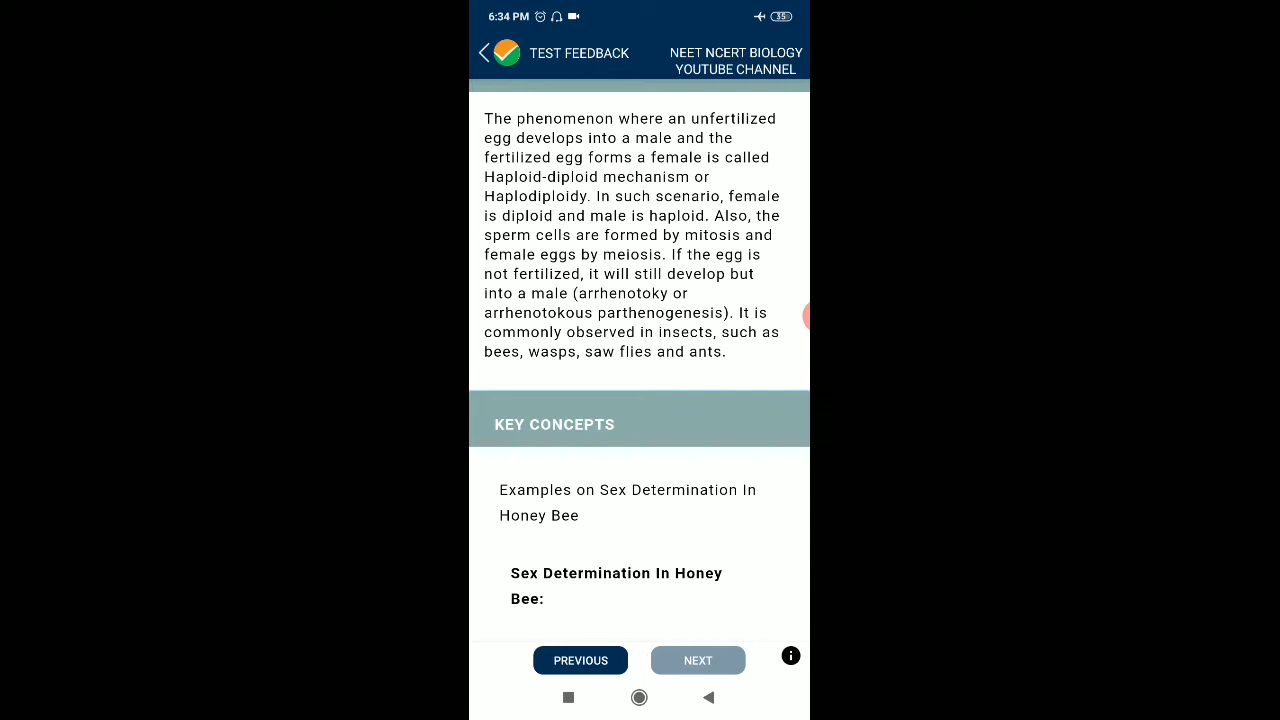 6:34 PM
35
TEST FEEDBACK
NEET NCERT BIOLOGY
YOUTUBE CHANNEL
The phenomenon where an unfertilized
egg develops into a male and the
fertilized egg forms a female is called
Haploid-diploid mechanism or
Haplodiploidy. In such scenario, female
is diploid and male is haploid. Also, the
sperm cells are formed by mitosis and
female eggs by meiosis. If the egg is
not fertilized, it will still develop but
into a male (arrhenotoky or
arrhenotokous parthenogenesis). It is
commonly observed in insects, such as
bees, wasps, saw flies and ants.
KEY CONCEPTS
Examples on Sex Determination In
Honey Bee
Sex Determination In Honey
Bee:
PREVIOUS
NEXT